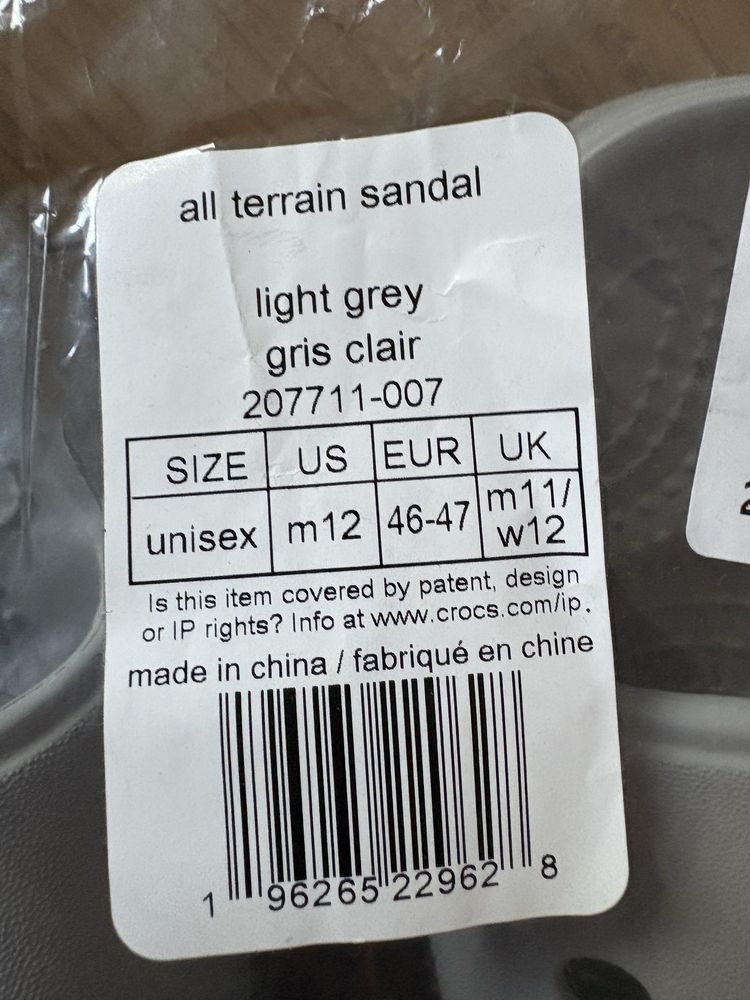 all terrain sandal
light grey
gris clair
207711-007
SIZE US EUR UK
unisex m12 46-47 m11/
w12
Is this item covered by patent, design
or IP rights? Info at www.crocs.com/ip.
made in china / fabriqué en chine
1 96265 22962 8